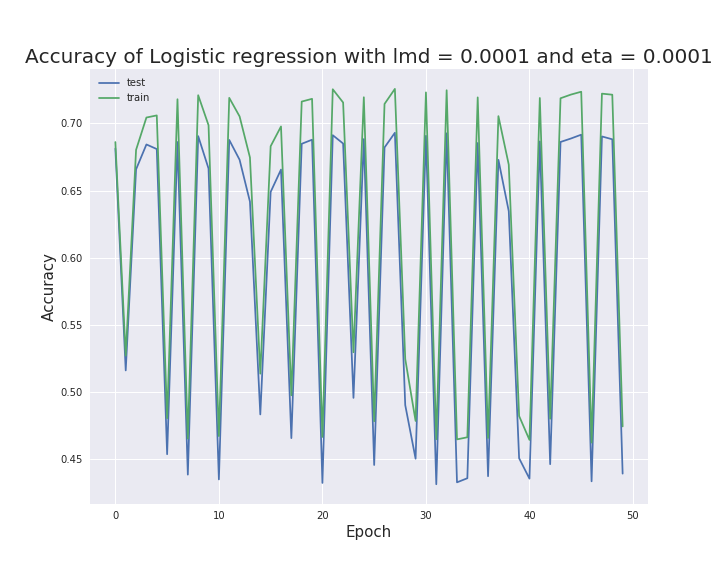 Accuracy of Logistic regression with lmd = 0.0001 and eta = 0.0001
test
train
0.70
0.65
0.60
0.55
0.50
0.45
Accuracy
0 10 20 30 40 50
Epoch